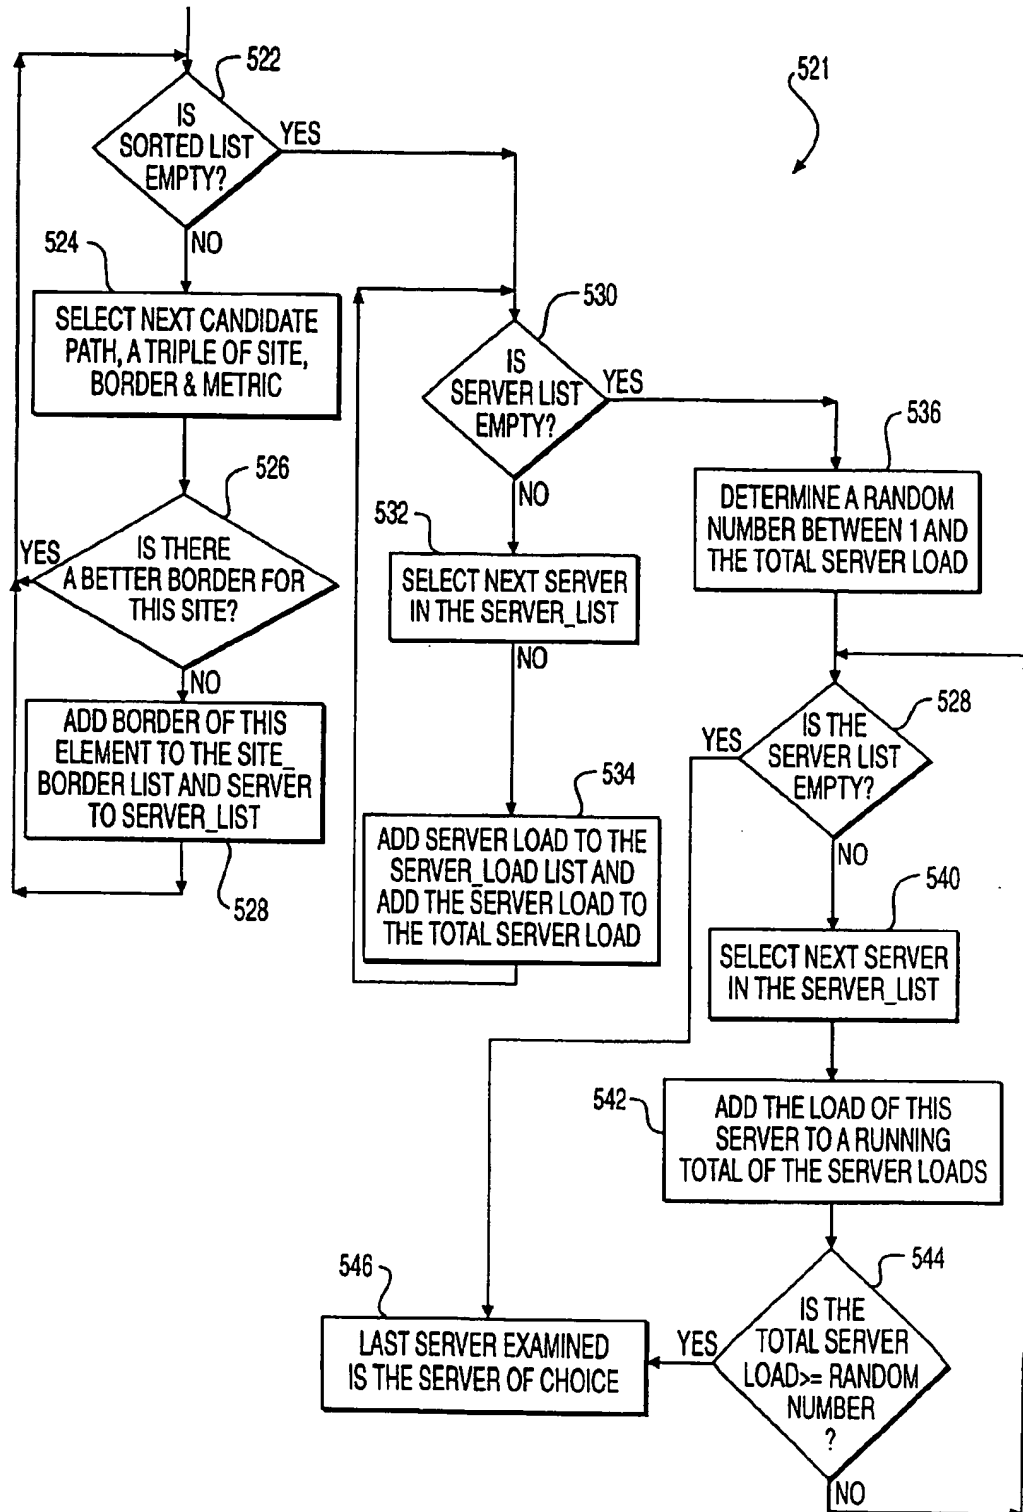 522
521
IS
SORTED LIST
EMPTY?
YES
NO
524
SELECT NEXT CANDIDATE
PATH, A TRIPLE OF SITE,
BORDER & METRIC
526
IS THERE
A BETTER BORDER FOR
THIS SITE?
YES
NO
ADD BORDER OF THIS
ELEMENT TO THE SITE_
BORDER LIST AND SERVER
TO SERVER_LIST
528
530
IS
SERVER LIST
EMPTY?
YES
NO
532
SELECT NEXT SERVER
IN THE SERVER_LIST
NO
534
ADD SERVER LOAD TO THE
SERVER_LOAD LIST AND
ADD THE SERVER LOAD TO
THE TOTAL SERVER LOAD
536
DETERMINE A RANDOM
NUMBER BETWEEN 1 AND
THE TOTAL SERVER LOAD
528
IS THE
SERVER LIST
EMPTY?
YES
NO
540
SELECT NEXT SERVER
IN THE SERVER_LIST
542
ADD THE LOAD OF THIS
SERVER TO A RUNNING
TOTAL OF THE SERVER LOADS
544
IS THE
TOTAL SERVER
LOAD>= RANDOM
NUMBER
?
YES
NO
546
LAST SERVER EXAMINED
IS THE SERVER OF CHOICE